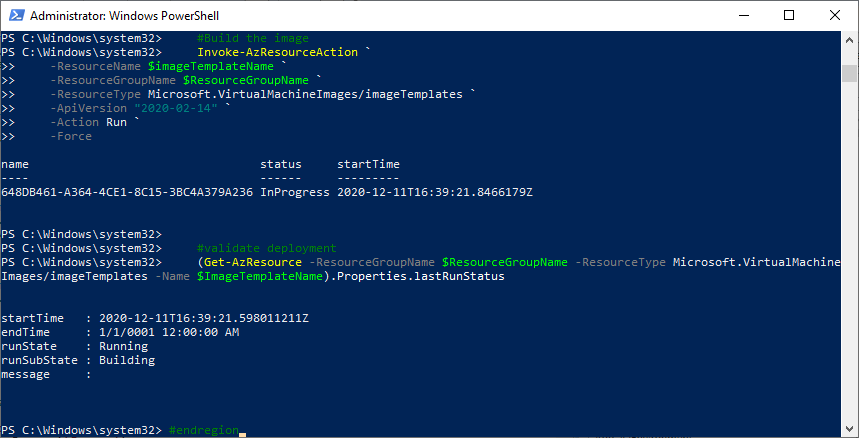 Administrator: Windows PowerShell
PS C:\Windows\system32>     #Build the image
PS C:\Windows\system32>     Invoke-AzResourceAction `
>>     -ResourceName $imageTemplateName `
>>     -ResourceGroupName $ResourceGroupName `
>>     -ResourceType Microsoft.VirtualMachineImages/imageTemplates `
>>     -ApiVersion "2020-02-14" `
>>     -Action Run `
>>     -Force
name                                 status     startTime
----                                 ------     ---------
648DB461-A364-4CE1-8C15-3BC4A379A236 InProgress 2020-12-11T16:39:21.8466179Z
PS C:\Windows\system32>
PS C:\Windows\system32>     #validate deployment
PS C:\Windows\system32>     (Get-AzResource -ResourceGroupName $ResourceGroupName -ResourceType Microsoft.VirtualMachine
Images/imageTemplates -Name $ImageTemplateName).Properties.lastRunStatus
startTime   : 2020-12-11T16:39:21.598011211Z
endTime     : 1/1/0001 12:00:00 AM
runState    : Running
runSubState : Building
message     :
PS C:\Windows\system32> #endregion